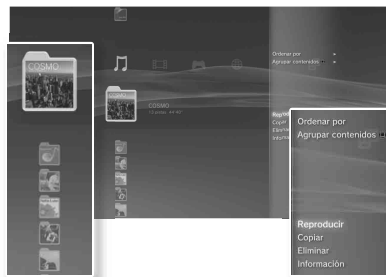 COSMO
COSMO
Ordenar por
Agrupar contenidos
Ordenar por
Agrupar contenidos
Reproducir
Copiar
Eliminar
Información